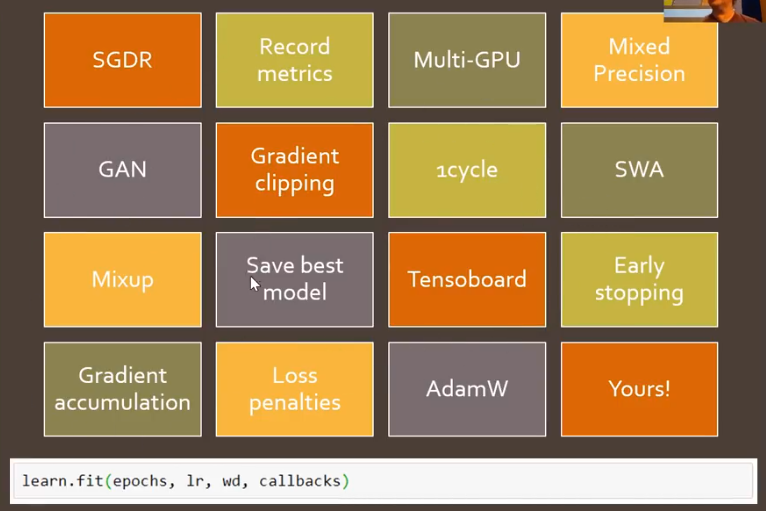 SGDR
Record
metrics
Multi-GPU
Mixed
Precision
GAN
Gradient
clipping
1cycle
SWA
Mixup
Save best
model
Tensoboard
Early
stopping
Gradient
accumulation
Loss
penalties
AdamW
Yours!
learn.fit(epochs, lr, wd, callbacks)